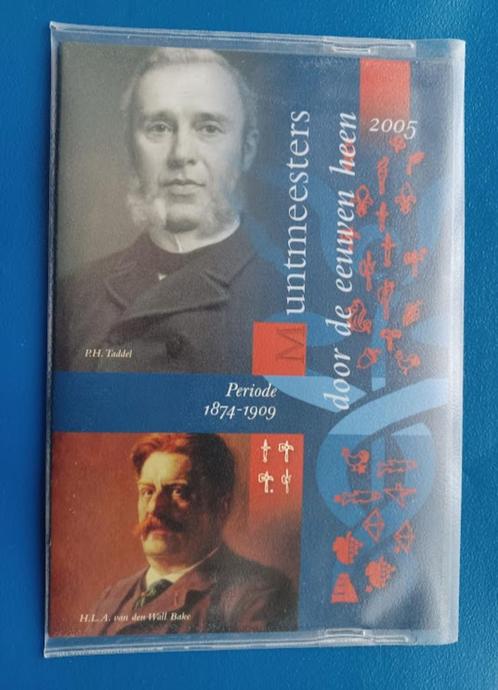 2005
Muntmeesters
door de eeuwen heen
P.H. Taddel
Periode
1874-1909
H.L.A. van den Wall Bake